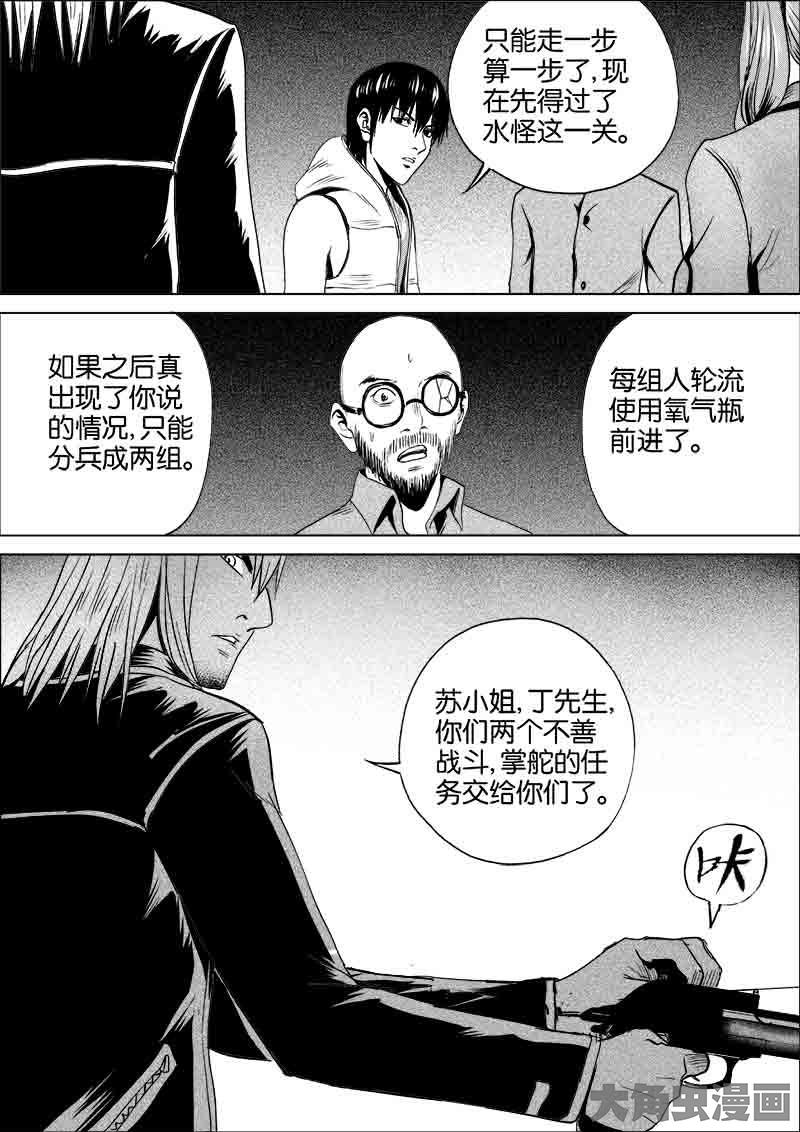 只能走一步
算一步了,现
在先得过了
水怪这一关。
如果之后真
出现了你说
的情况,只能
分兵成两组。
每组人轮流
使用氧气瓶
前进了。
苏小姐,丁先生,
你们两个不善
战斗,掌舵的任
务交给你们了。
咔
大角虫漫画